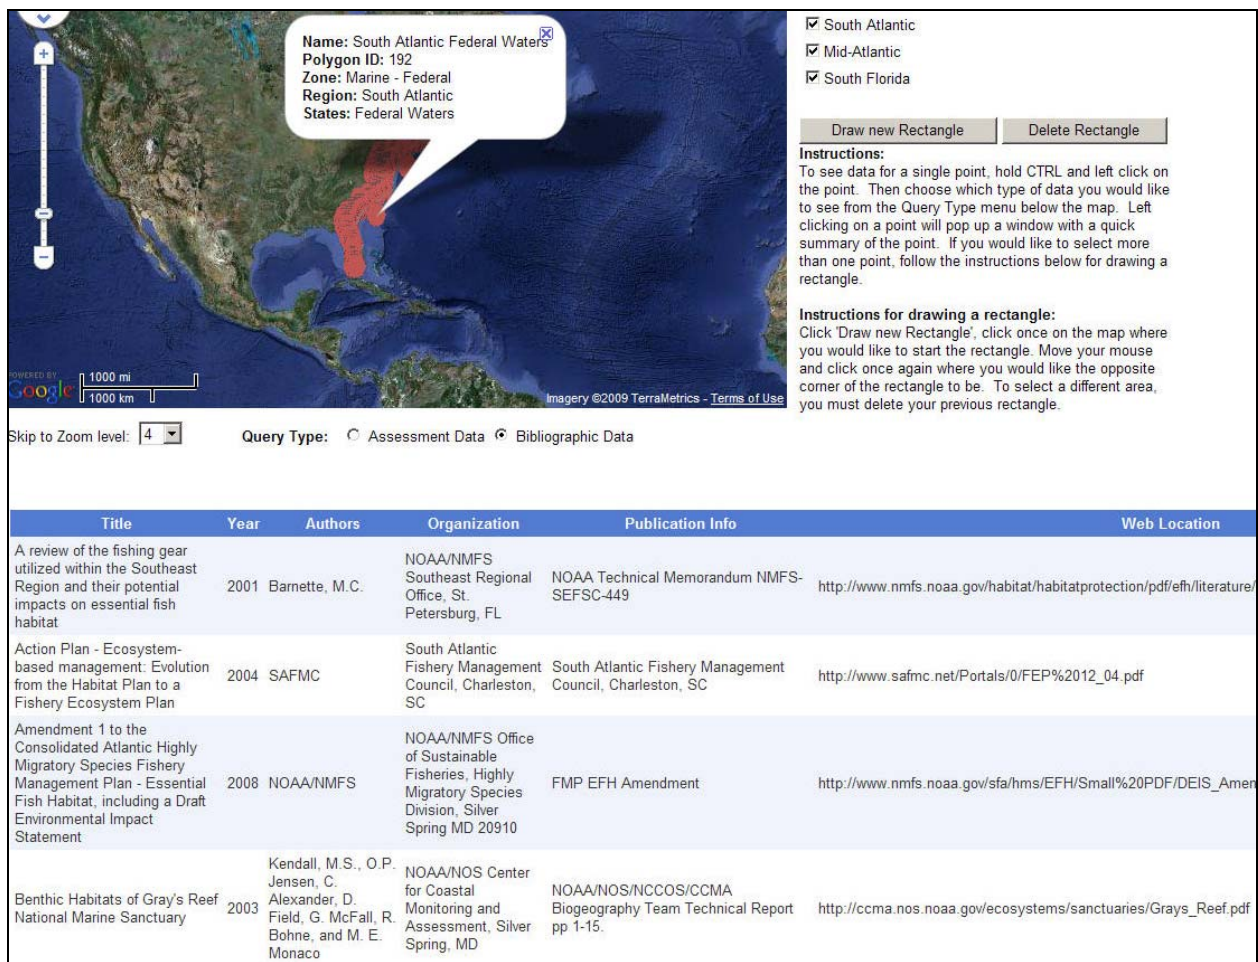 Name: South Atlantic Federal Waters
Polygon ID: 192
Zone: Marine - Federal
Region: South Atlantic
States: Federal Waters
POWERED BY
Google
1000 mi
1000 km
Imagery ©2009 TerraMetrics - Terms of Use
South Atlantic
Mid-Atlantic
South Florida
Draw new Rectangle Delete Rectangle
Instructions:
To see data for a single point, hold CTRL and left click on
the point. Then choose which type of data you would like
to see from the Query Type menu below the map. Left
clicking on a point will pop up a window with a quick
summary of the point. If you would like to select more
than one point, follow the instructions below for drawing a
rectangle.
Instructions for drawing a rectangle:
Click 'Draw new Rectangle', click once on the map where
you would like to start the rectangle. Move your mouse
and click once again where you would like the opposite
corner of the rectangle to be. To select a different area,
you must delete your previous rectangle.
Skip to Zoom level: 4 Query Type: Assessment Data Bibliographic Data
Title Year Authors Organization Publication Info Web Location
A review of the fishing gear
utilized within the Southeast
Region and their potential
impacts on essential fish
habitat
2001
Barnette, M.C.
NOAA/NMFS
Southeast Regional
Office, St.
Petersburg, FL
NOAA Technical Memorandum NMFS-
SEFSC-449
http://www.nmfs.noaa.gov/habitat/habitatprotection/pdf/efh/literature/
Action Plan - Ecosystem-
based management: Evolution
from the Habitat Plan to a
Fishery Ecosystem Plan
2004
SAFMC
South Atlantic
Fishery Management
Council, Charleston,
SC
South Atlantic Fishery Management
Council, Charleston, SC
http://www.safmc.net/Portals/0/FEP%2012_04.pdf
Amendment 1 to the
Consolidated Atlantic Highly
Migratory Species Fishery
Management Plan - Essential
Fish Habitat, including a Draft
Environmental Impact
Statement
2008
NOAA/NMFS
NOAA/NMFS Office
of Sustainable
Fisheries, Highly
Migratory Species
Division, Silver
Spring MD 20910
FMP EFH Amendment
http://www.nmfs.noaa.gov/sfa/hms/EFH/Small%20PDF/DEIS_Amen
Benthic Habitats of Gray's Reef
National Marine Sanctuary
2003
Kendall, M.S., O.P.
Jensen, C.
Alexander, D.
Field, G. McFall, R.
Bohne, and M. E.
Monaco
NOAA/NOS Center
for Coastal
Monitoring and
Assessment, Silver
Spring, MD
NOAA/NOS/NCCOS/CCMA
Biogeography Team Technical Report
pp 1-15.
http://ccma.nos.noaa.gov/ecosystems/sanctuaries/Grays_Reef.pdf